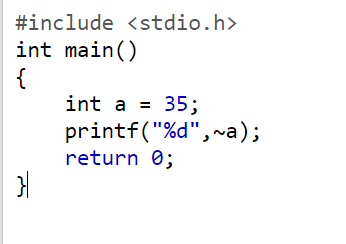 #include <stdio.h>
int main()
{
    int a = 35;
    printf("%d",~a);
    return 0;
}